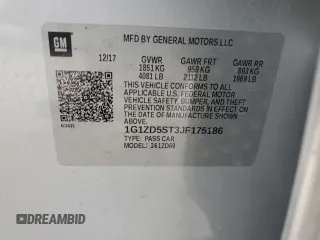 GM
MFD BY GENERAL MOTORS LLC
12/17 GVWR GAWR FRT GAWR RR
1851 KG 958 KG 893 KG
4081 LB 2112 LB 1969 LB
THIS VEHICLE CONFORMS TO ALL
APPLICABLE U.S. FEDERAL MOTOR
VEHICLE SAFETY, BUMPER, AND THEFT
PREVENTION STANDARDS IN EFFECT ON
THE DATE OF MANUFACTURE SHOWN ABOVE.
1G1ZD5ST3JF175186
TYPE: PASS CAR
MODEL:
DREAMBID
DREAMBID.COM